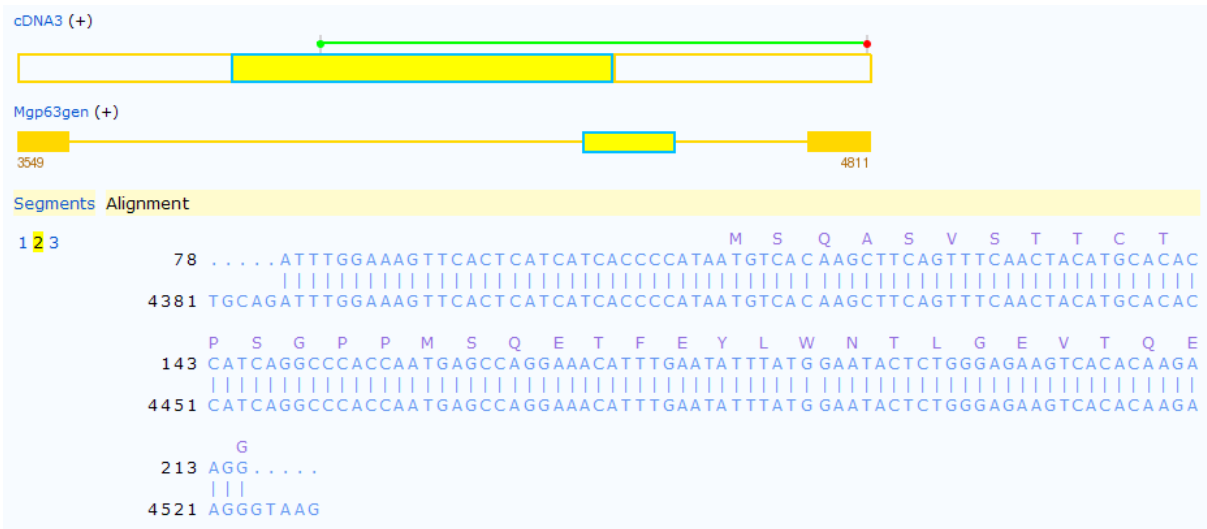 cDNA3 (+)
Mgp63gen (+)
3549 4811
Segments Alignment
1 2 3
M S Q A S V S T T C T
78 .....ATTTGGAAAGTTCACTCATCATCACCCCATAATGTCACAAGCTTCAGTTTCAACTACATGCACAC
4381 TGCAGATTTGGAAAGTTCACTCATCATCACCCCATAATGTCACAAGCTTCAGTTTCAACTACATGCACAC
P S G P P M S Q E T F E Y L W N T L G E V T Q E
143 CATCAGGCCCACCAATGAGCCAGGAAACATTTGAATATTTATGGAATACTCTGGGAGAAGTCACACAAGA
4451 CATCAGGCCCACCAATGAGCCAGGAAACATTTGAATATTTATGGAATACTCTGGGAGAAGTCACACAAGA
G
213 AGG.....
4521 AGGGTAAG